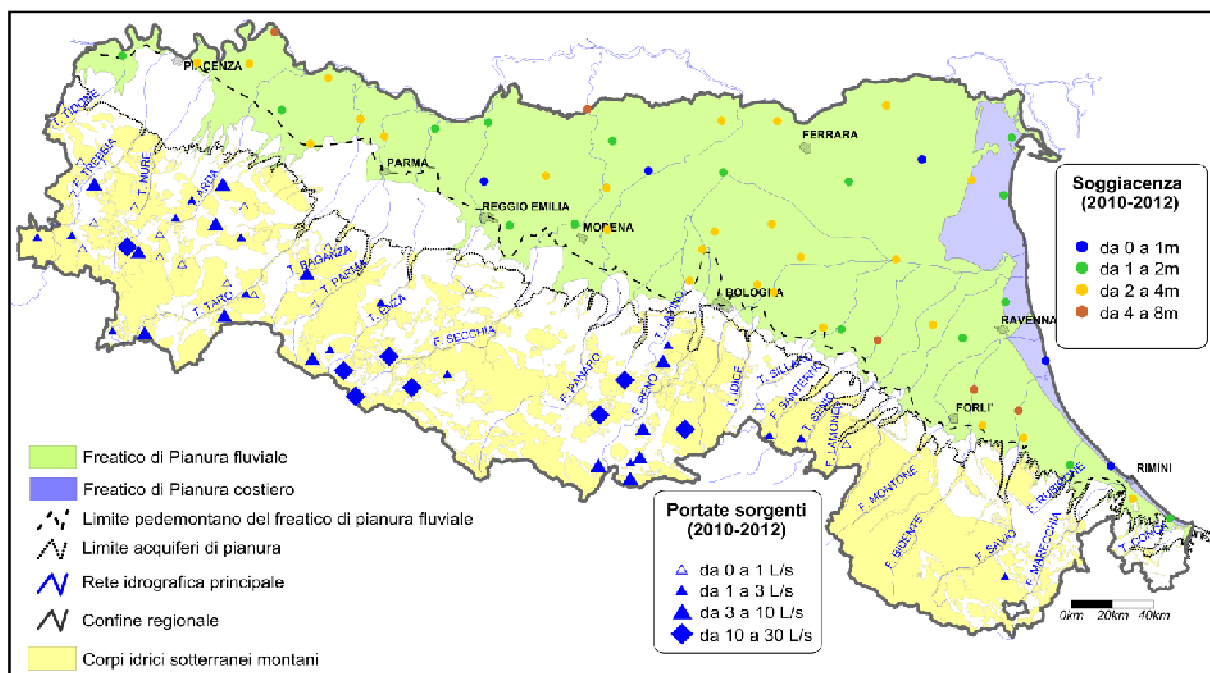 PIACENZA
T. TIDONE
F. TREBBIA
T. NURE
T. ARDA
PARMA
FERRARA
REGGIO EMILIA
MODENA
T. BAGANZA
T. PARMA
T. TARO
T. ENZA
F. SECCHIA
F. PANARO
F. RENO
BOLOGNA
T. IDICE
T. SILLARO
F. SANTERNO
T. SENIO
F. LAMONE
RAVENNA
FORLI'
F. MONTONE
F. BIDENTE
F. SAVIO
F. RUBICONE
F. MARECCHIA
RIMINI
T. CONCA
Soggiacenza
(2010-2012)
da 0 a 1m
da 1 a 2m
da 2 a 4m
da 4 a 8m
Freatico di Pianura fluviale
Freatico di Pianura costiero
Limite pedemontano del freatico di pianura fluviale
Limite acquiferi di pianura
Rete idrografica principale
Confine regionale
Corpi idrici sotterranei montani
Portate sorgenti
(2010-2012)
da 0 a 1 L/s
da 1 a 3 L/s
da 3 a 10 L/s
da 10 a 30 L/s
0km 20km 40km